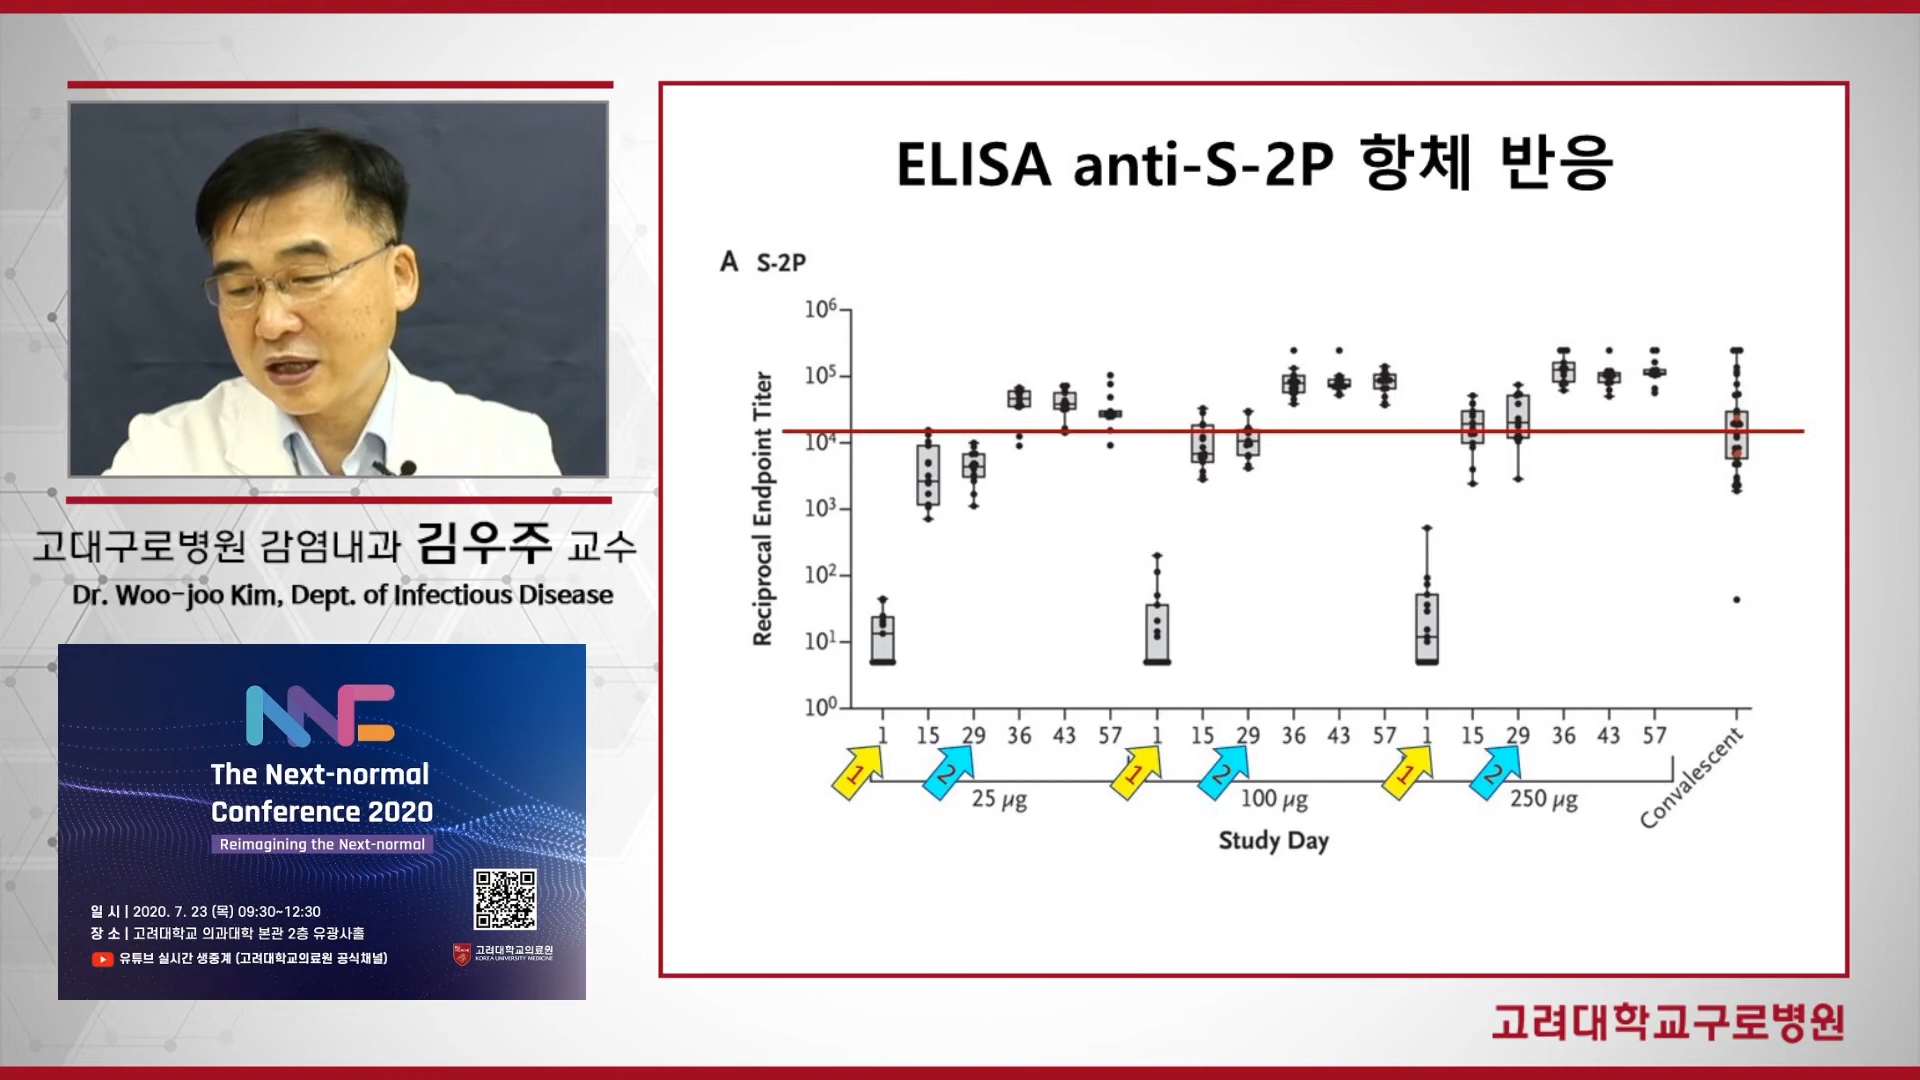 ELISA anti-S-2P 항체 반응
A S-2P
Reciprocal Endpoint Titer
10⁶
10⁵
10⁴
10³
10²
10¹
10⁰
1 15 29 36 43 57 1 15 29 36 43 57 1 15 29 36 43 57
Convalescent
1 2 1 2 1 2
25 μg 100 μg 250 μg
Study Day
고대구로병원 감염내과 김우주 교수
Dr. Woo-joo Kim, Dept. of Infectious Disease
The Next-normal
Conference 2020
Reimagining the Next-normal
일 시 | 2020. 7. 23 (목) 09:30~12:30
장 소 | 고려대학교 의과대학 본관 2층 유광사홀
유튜브 실시간 생중계 (고려대학교의료원 공식채널)
고려대학교의료원
KOREA UNIVERSITY MEDICINE
고려대학교구로병원